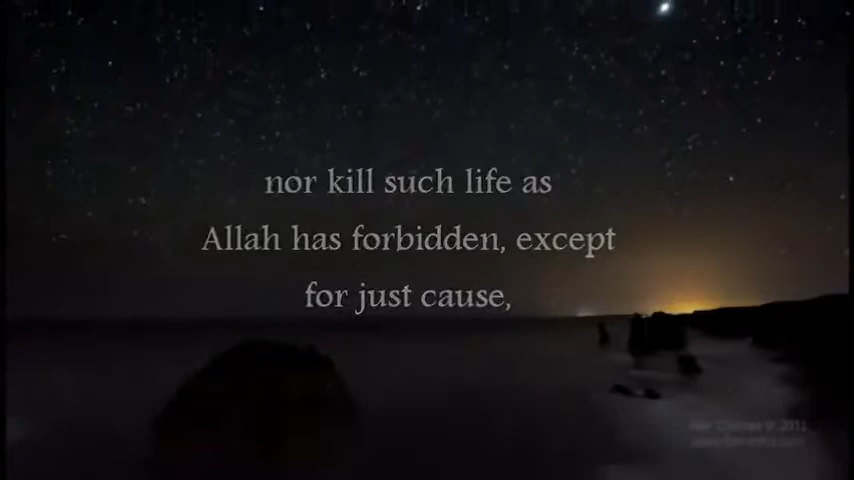 nor kill such life as
Allah has forbidden, except
for just cause,